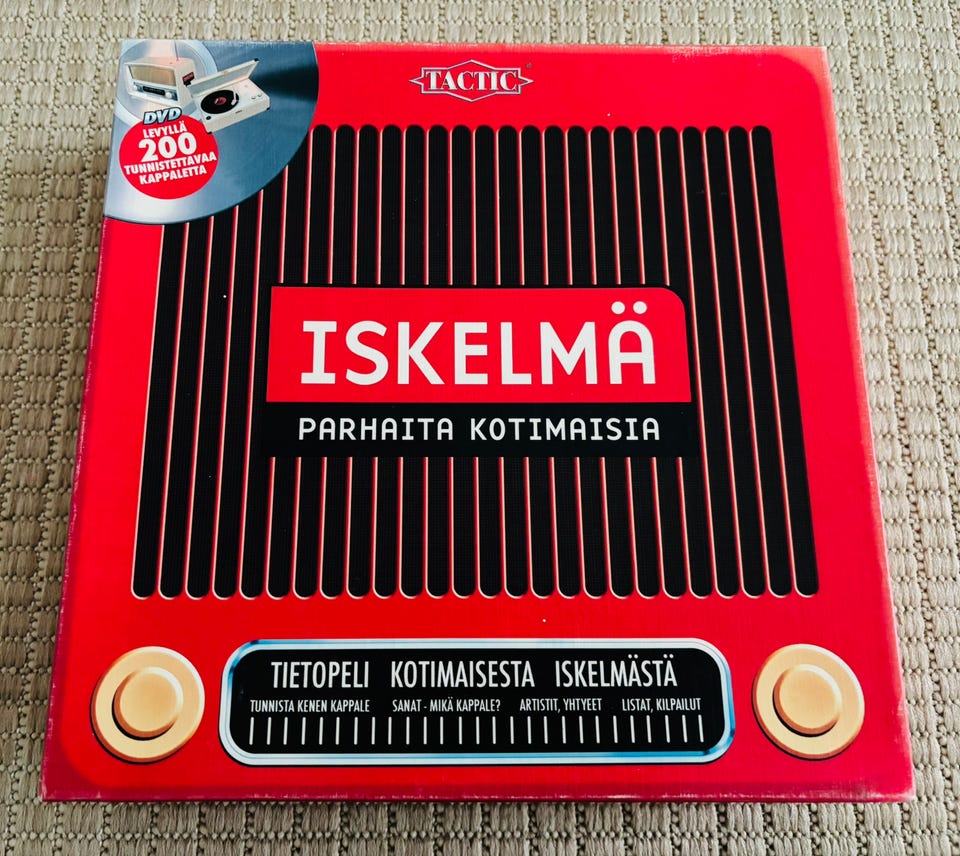 TACTIC
DVD
LEVYLLÄ
200
TUNNISTETTAVAA
KAPPALETTA
ISKELMÄ
PARHAITA KOTIMAISIA
TIETOPELI KOTIMAISESTA ISKELMÄSTÄ
TUNNISTA KENEN KAPPALE SANAT - MIKÄ KAPPALE? ARTISTIT, YHTYEET LISTAT, KILPAILUT